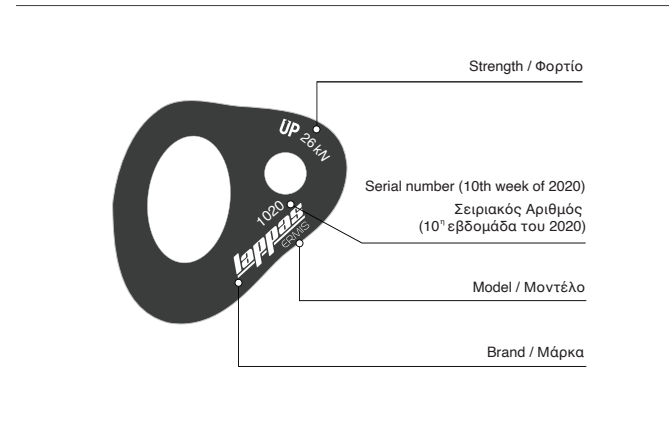 Strength / Φορτίο
UP 26 kN
Serial number (10th week of 2020)
Σειριακός Αριθμός
(10η εβδομάδα του 2020)
1020
lappas
ERMIS
Model / Μοντέλο
Brand / Μάρκα